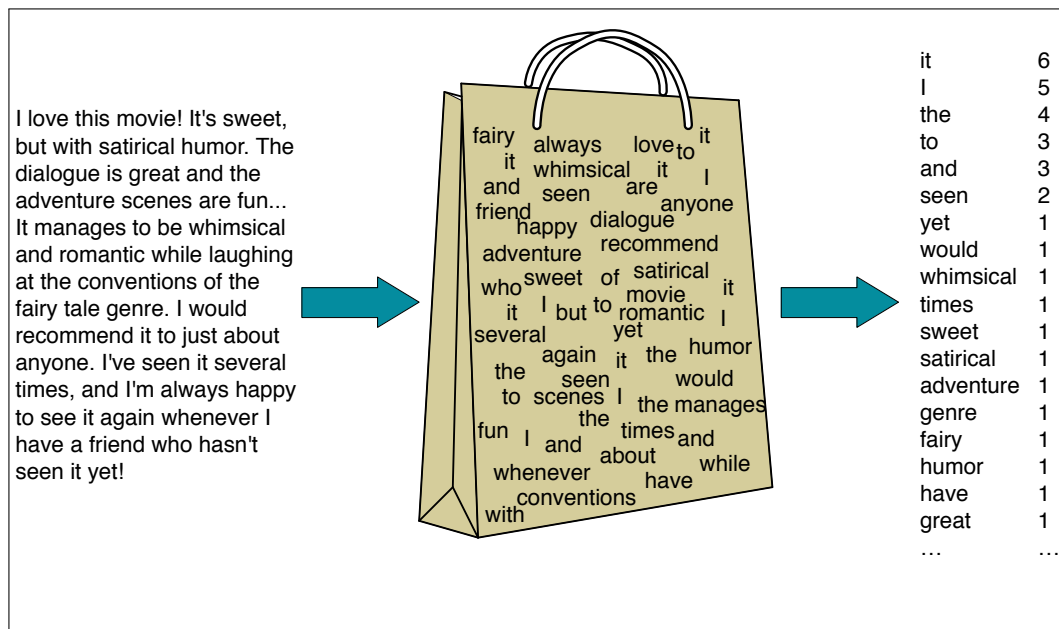 I love this movie! It's sweet,
but with satirical humor. The
dialogue is great and the
adventure scenes are fun...
It manages to be whimsical
and romantic while laughing
at the conventions of the
fairy tale genre. I would
recommend it to just about
anyone. I've seen it several
times, and I'm always happy
to see it again whenever I
have a friend who hasn't
seen it yet!
fairy always love to it
it whimsical it I
and seen are anyone
friend happy dialogue
adventure recommend
who sweet of satirical it
it I but to movie romantic I
several yet
again it the humor
the seen would
to scenes I the manages
fun I and the times and
about while
whenever have
conventions
with
it 6
I 5
the 4
to 3
and 3
seen 2
yet 1
would 1
whimsical 1
times 1
sweet 1
satirical 1
adventure 1
genre 1
fairy 1
humor 1
have 1
great 1
… …